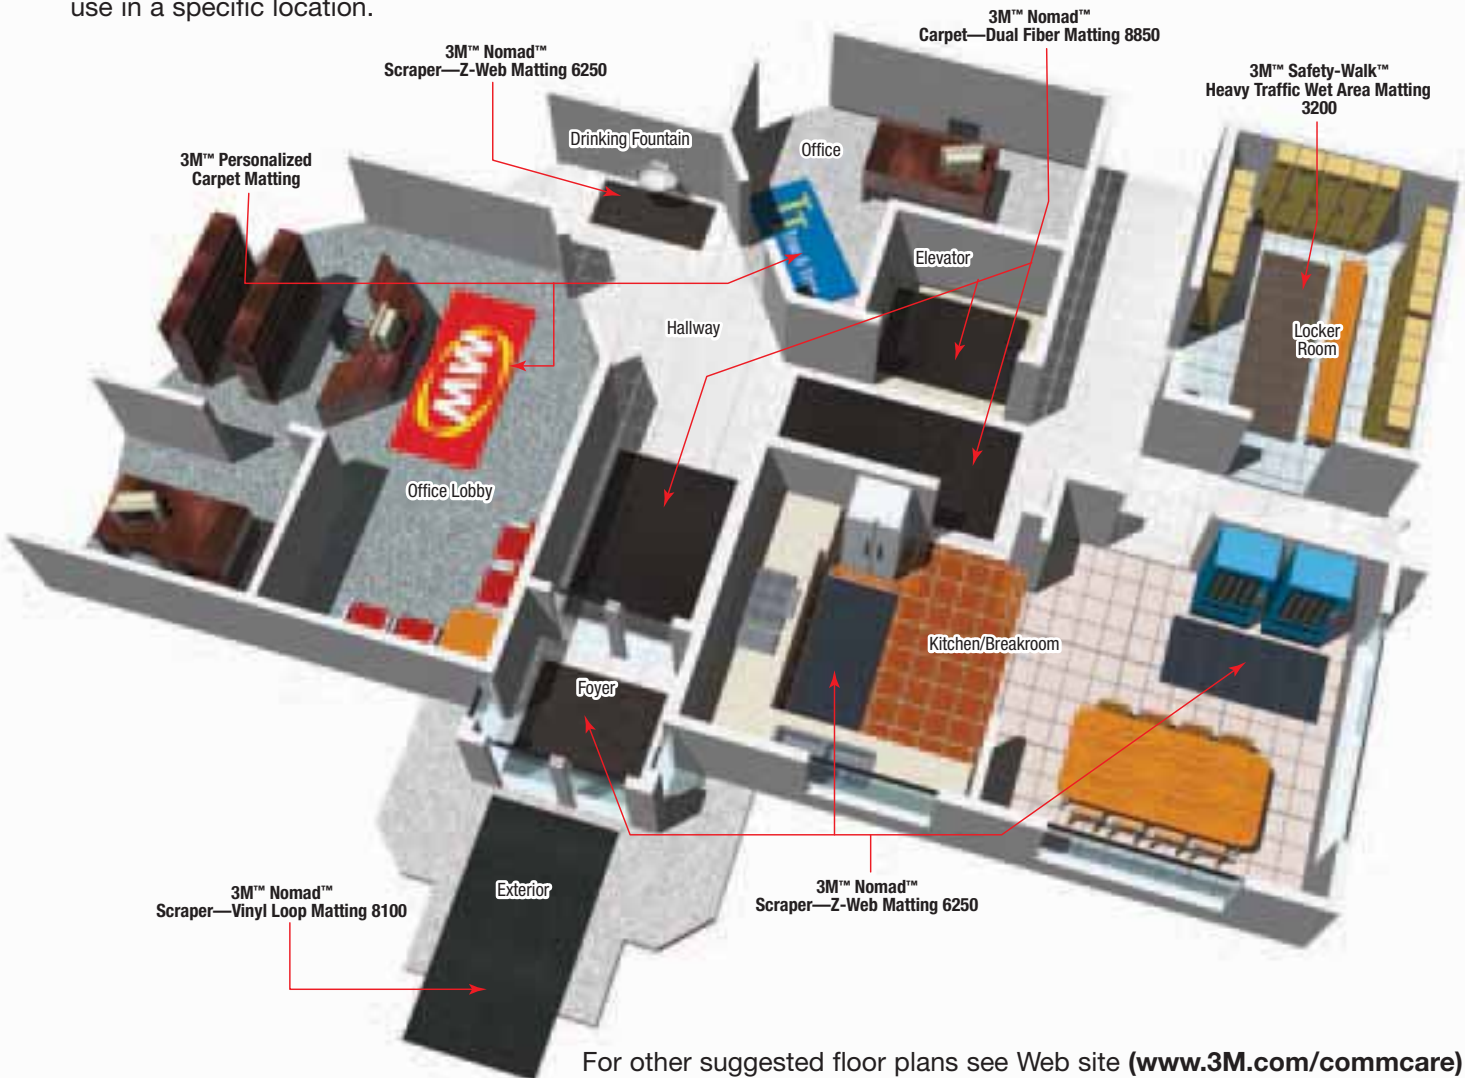 use in a specific location.
3M™ Nomad™
Carpet—Dual Fiber Matting 8850
3M™ Nomad™
Scraper—Z-Web Matting 6250
3M™ Safety-Walk™
Heavy Traffic Wet Area Matting
3200
3M™ Personalized
Carpet Matting
Drinking Fountain
Office
Elevator
Hallway
Locker
Room
MW
Office Lobby
Kitchen/Breakroom
Foyer
Exterior
3M™ Nomad™
Scraper—Vinyl Loop Matting 8100
3M™ Nomad™
Scraper—Z-Web Matting 6250
For other suggested floor plans see Web site (www.3M.com/commcare)